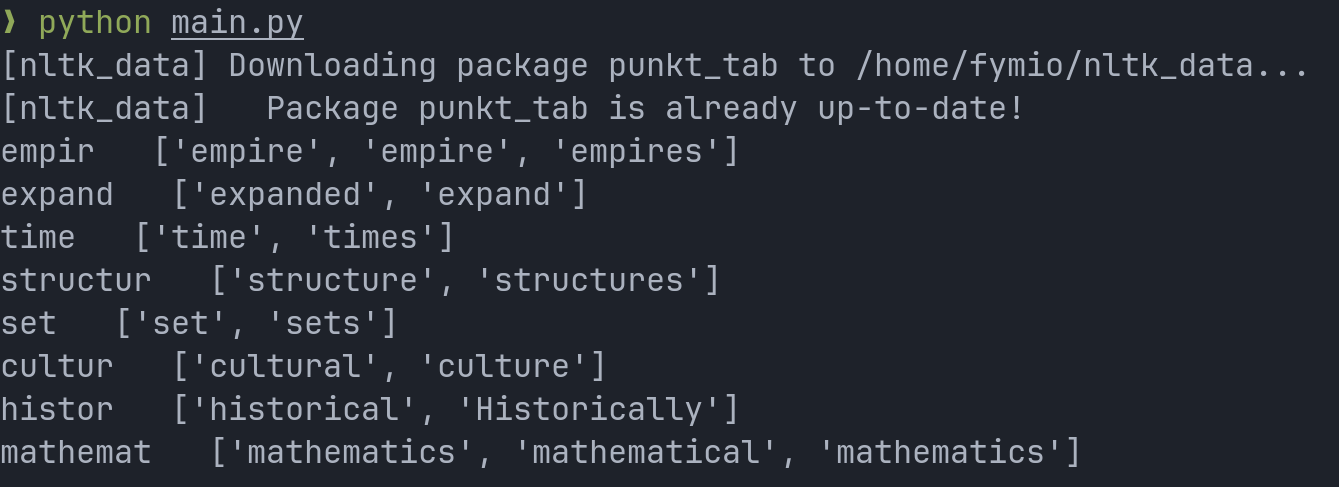 ❱ python main.py
[nltk_data] Downloading package punkt_tab to /home/fymio/nltk_data...
[nltk_data]   Package punkt_tab is already up-to-date!
empir   ['empire', 'empire', 'empires']
expand   ['expanded', 'expand']
time   ['time', 'times']
structur   ['structure', 'structures']
set   ['set', 'sets']
cultur   ['cultural', 'culture']
histor   ['historical', 'Historically']
mathemat   ['mathematics', 'mathematical', 'mathematics']